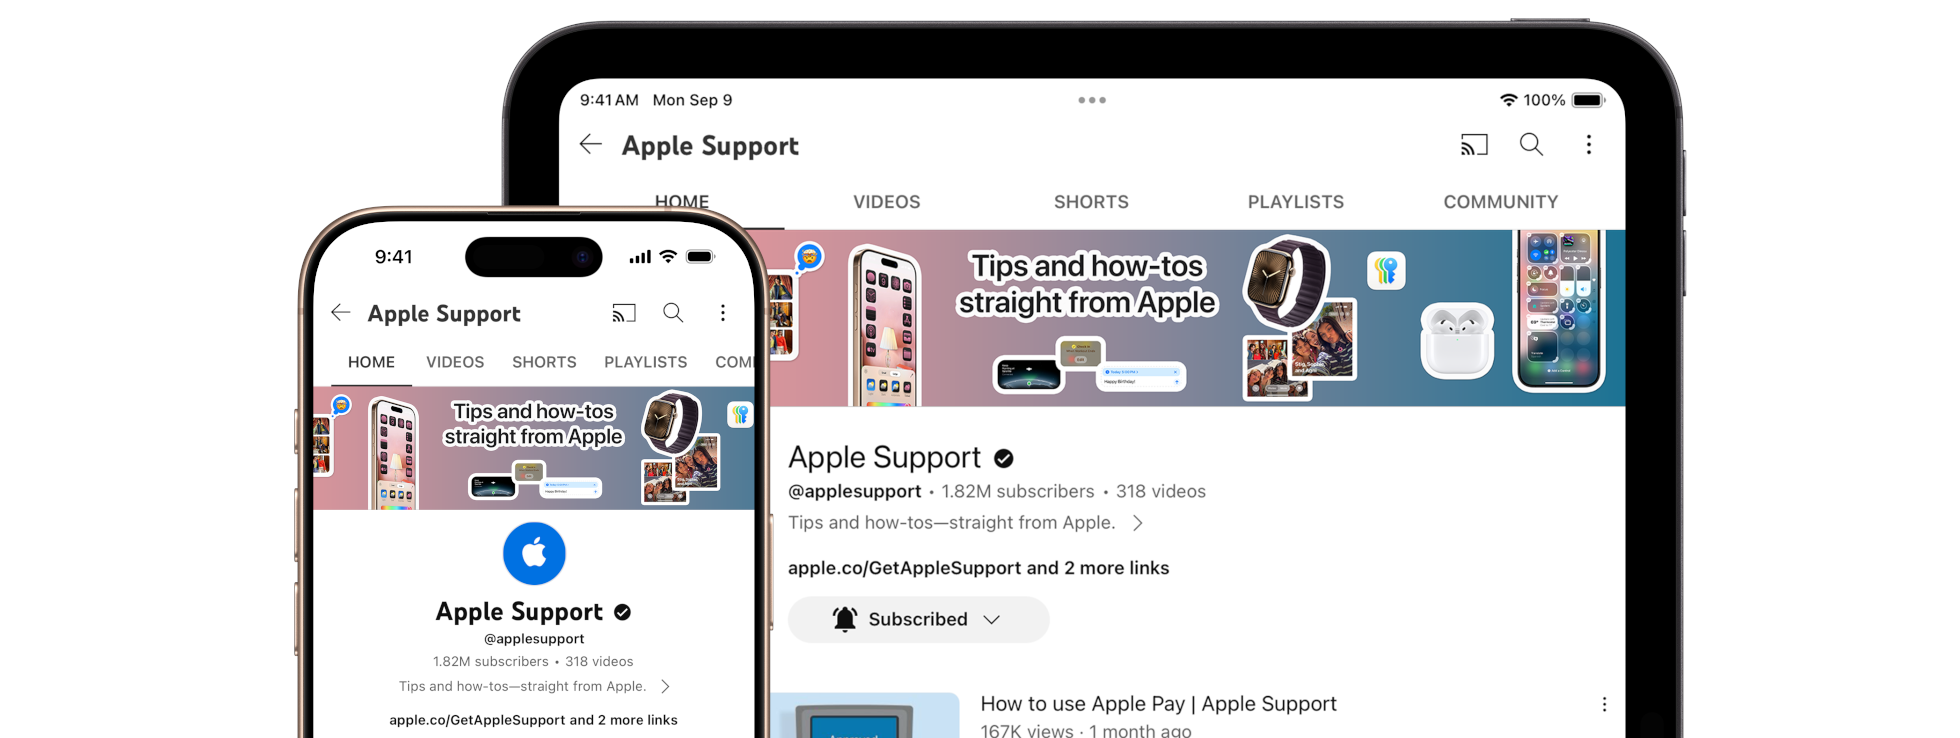 9:41 AM Mon Sep 9
100%
Apple Support
HOME VIDEOS SHORTS PLAYLISTS COMMUNITY
Tips and how-tos
straight from Apple
Happy Birthday!
Apple Support
@applesupport • 1.82M subscribers • 318 videos
Tips and how-tos—straight from Apple.
apple.co/GetAppleSupport and 2 more links
Subscribed
How to use Apple Pay | Apple Support
167K views · 1 month ago
9:41
Apple Support
HOME VIDEOS SHORTS PLAYLISTS COM
Tips and how-tos
straight from Apple
Apple Support
@applesupport
1.82M subscribers • 318 videos
Tips and how-tos—straight from Apple.
apple.co/GetAppleSupport and 2 more links